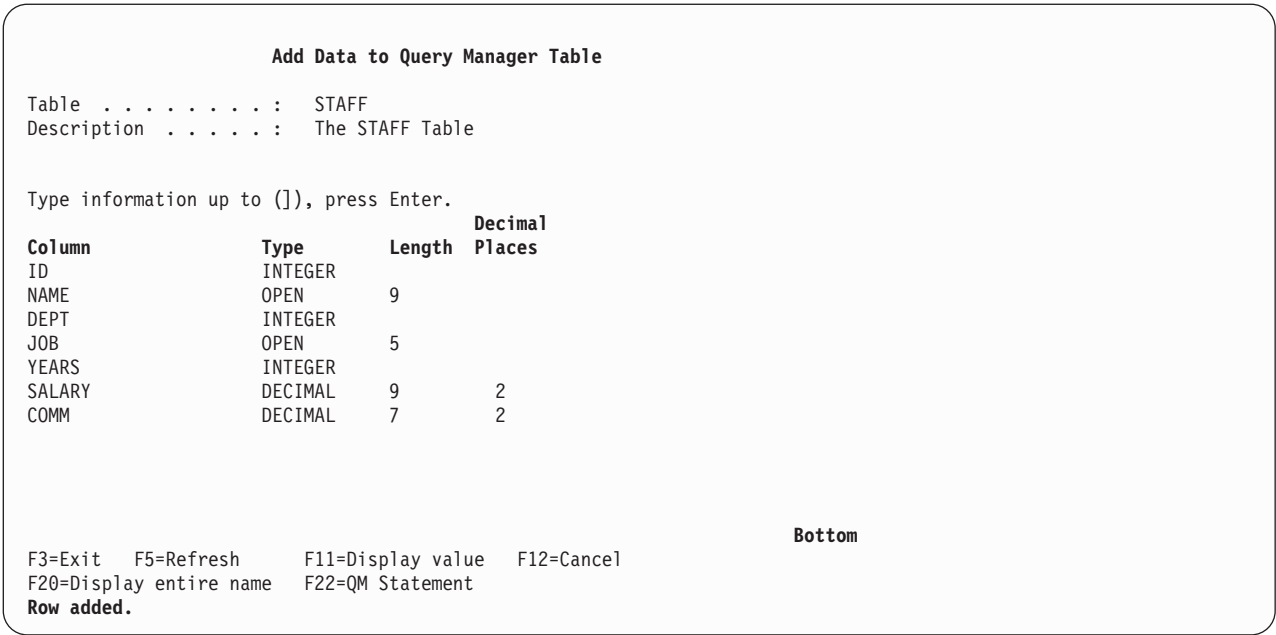 Add Data to Query Manager Table
Table . . . . . . . . : STAFF
Description . . . . . : The STAFF Table
Type information up to (]), press Enter.
Decimal
Column Type Length Places
ID INTEGER
NAME OPEN 9
DEPT INTEGER
JOB OPEN 5
YEARS INTEGER
SALARY DECIMAL 9 2
COMM DECIMAL 7 2
Bottom
F3=Exit F5=Refresh F11=Display value F12=Cancel
F20=Display entire name F22=QM Statement
Row added.